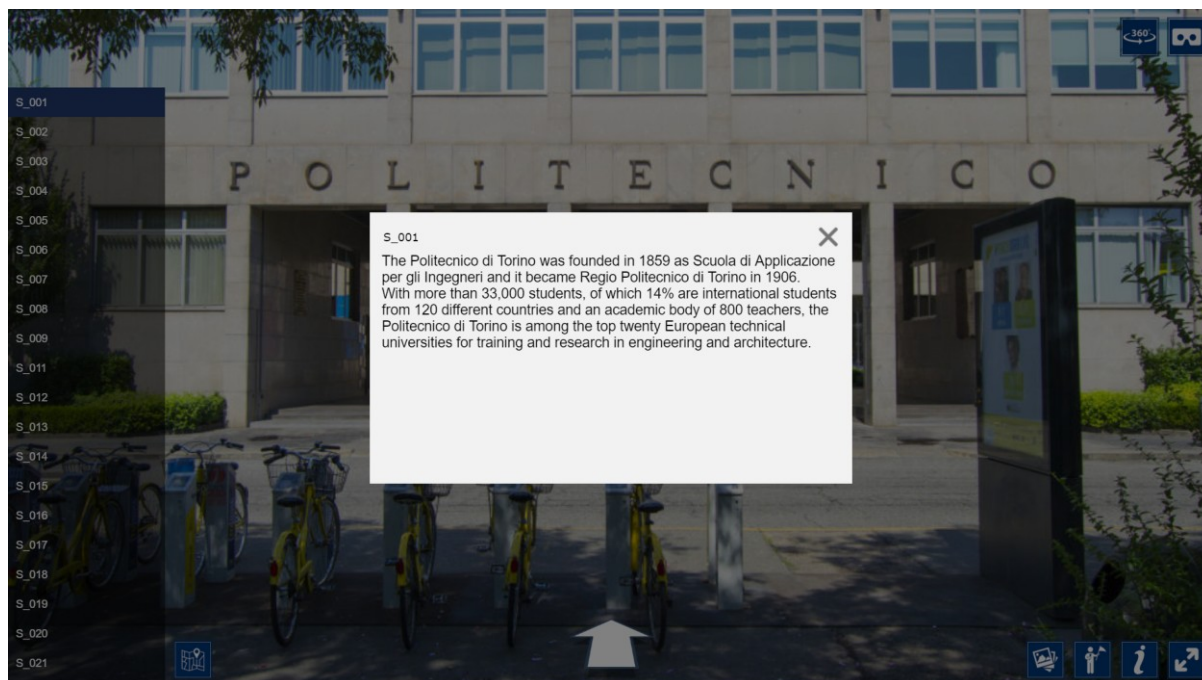 360°
S_001
S_002
S_003
S_004
S_005
S_006
S_007
S_008
S_009
S_011
S_012
S_013
S_014
S_015
S_016
S_017
S_018
S_019
S_020
S_021
POLITECNICO
S_001
The Politecnico di Torino was founded in 1859 as Scuola di Applicazione
per gli Ingegneri and it became Regio Politecnico di Torino in 1906.
With more than 33,000 students, of which 14% are international students
from 120 different countries and an academic body of 800 teachers, the
Politecnico di Torino is among the top twenty European technical
universities for training and research in engineering and architecture.
i